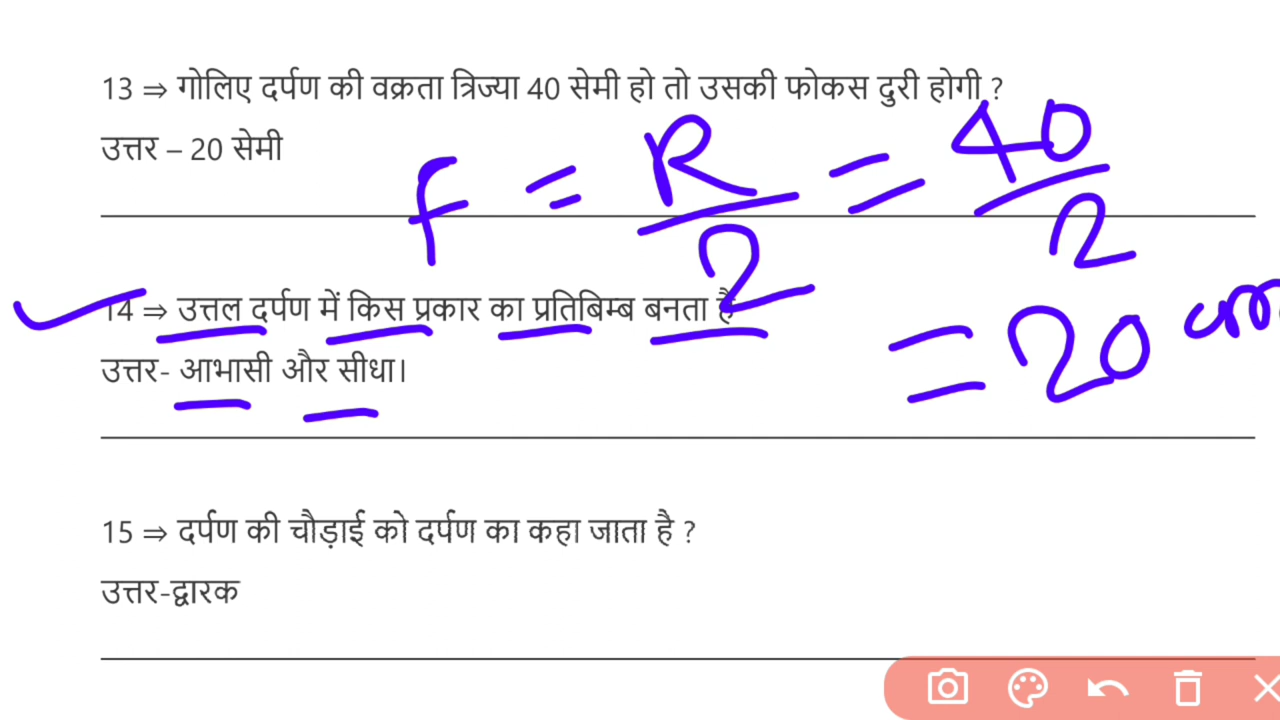 13 ⇒ गोलिए दर्पण की वक्रता त्रिज्या 40 सेमी हो तो उसकी फोकस दुरी होगी ?
उत्तर – 20 सेमी
f = R/2 = 40/2
= 20 cm
14 ⇒ उत्तल दर्पण में किस प्रकार का प्रतिबिम्ब बनता है
उत्तर- आभासी और सीधा।
15 ⇒ दर्पण की चौड़ाई को दर्पण का कहा जाता है ?
उत्तर-द्वारक